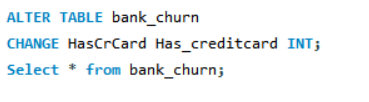 ALTER TABLE bank_churn
CHANGE HasCrCard Has_creditcard INT;
Select * from bank_churn;